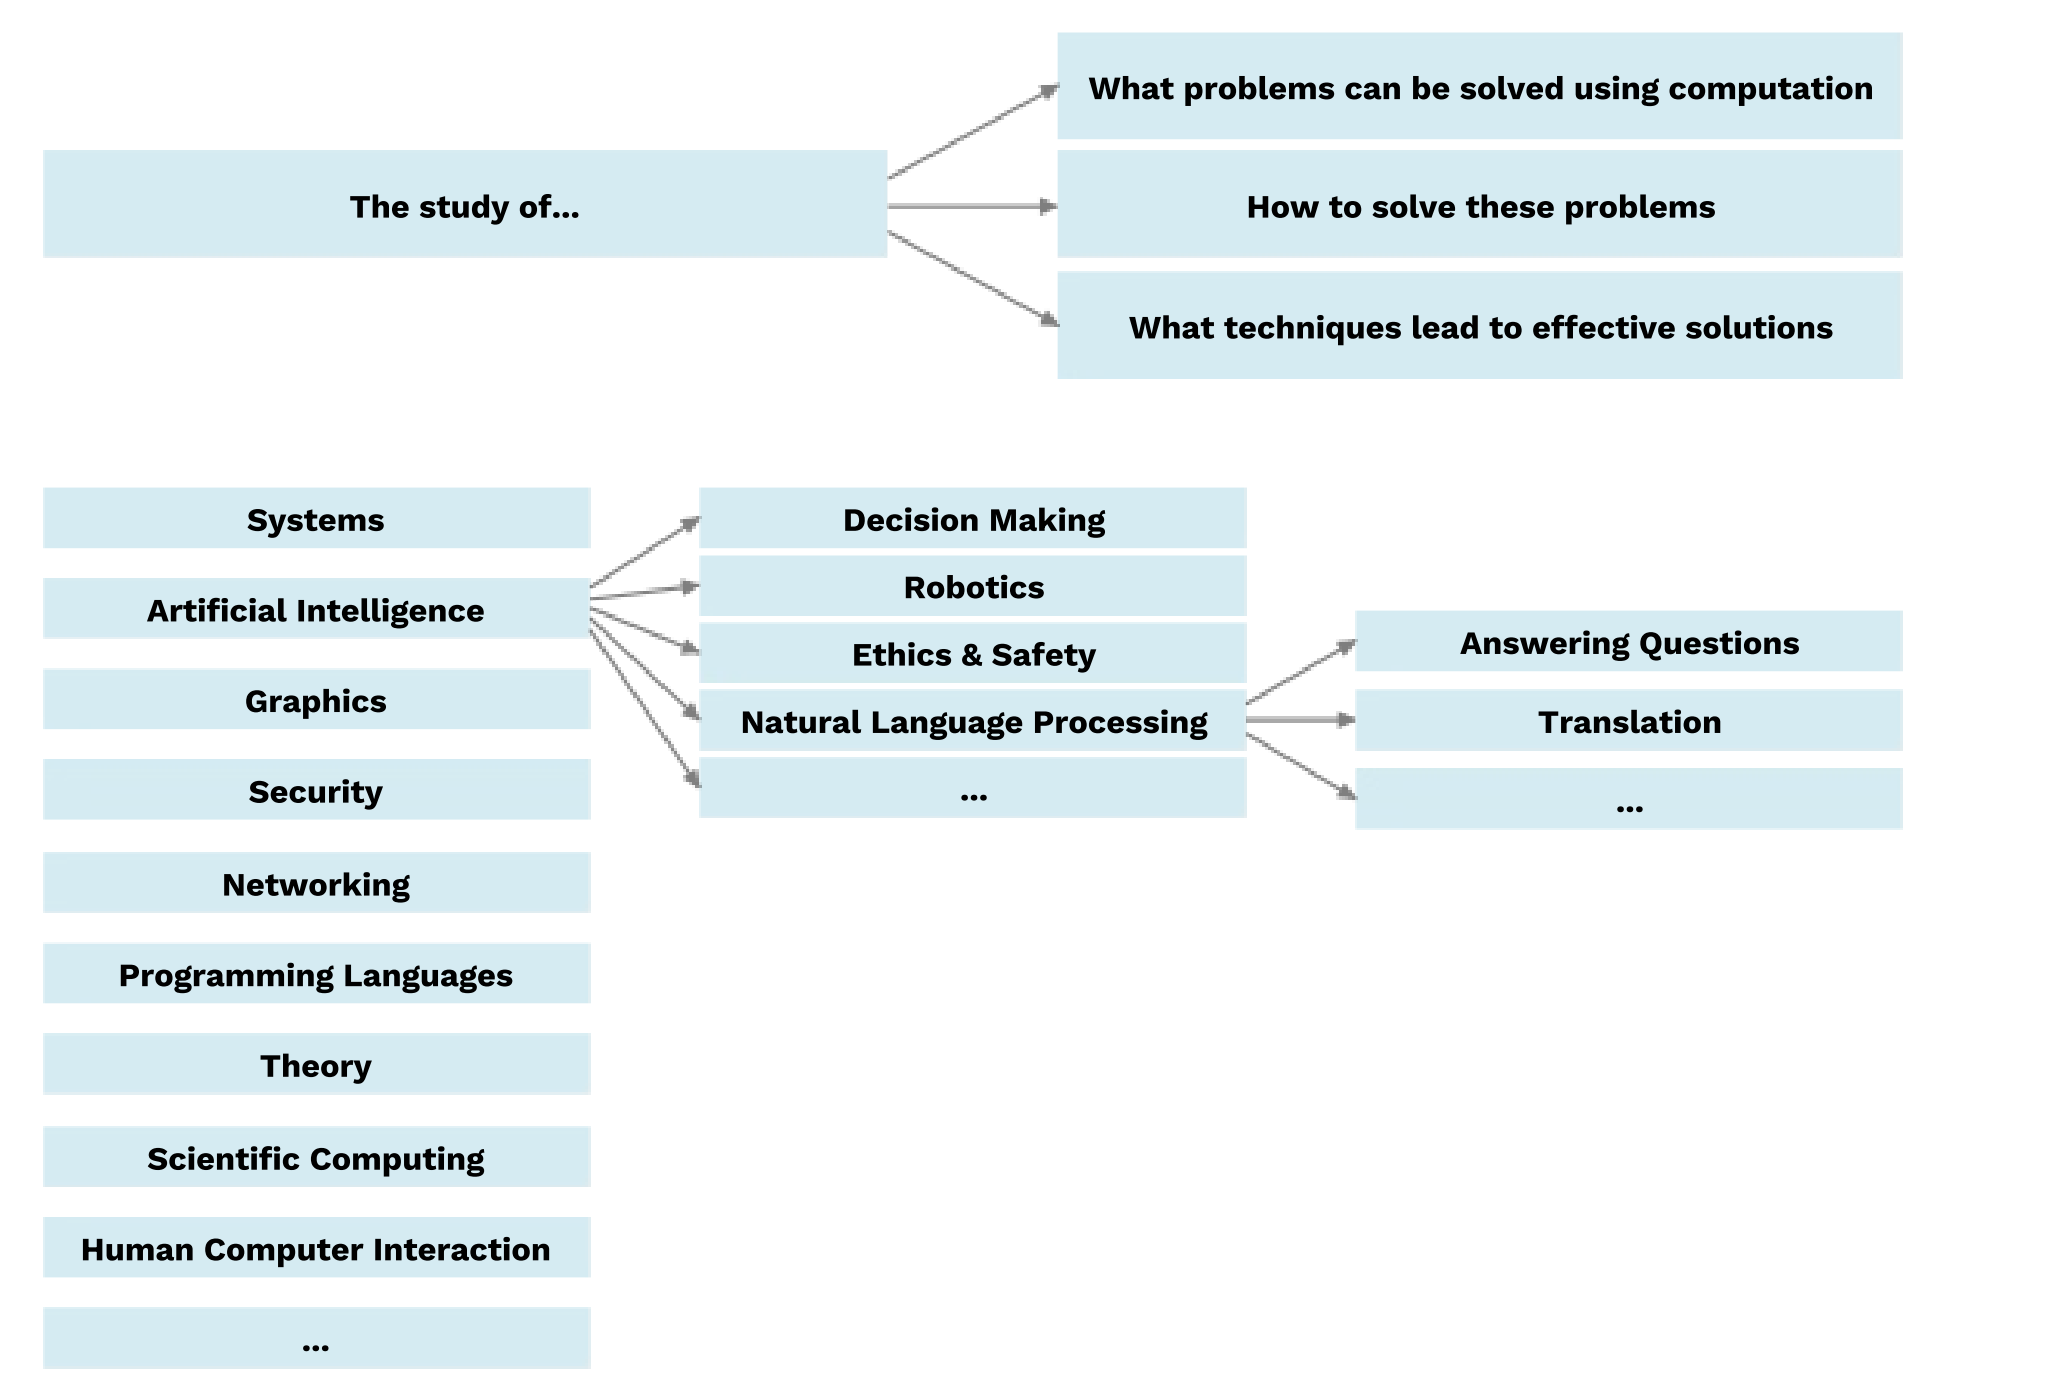 The study of...
What problems can be solved using computation
How to solve these problems
What techniques lead to effective solutions
Systems
Artificial Intelligence
Graphics
Security
Networking
Programming Languages
Theory
Scientific Computing
Human Computer Interaction
...
Decision Making
Robotics
Ethics & Safety
Natural Language Processing
...
Answering Questions
Translation
...